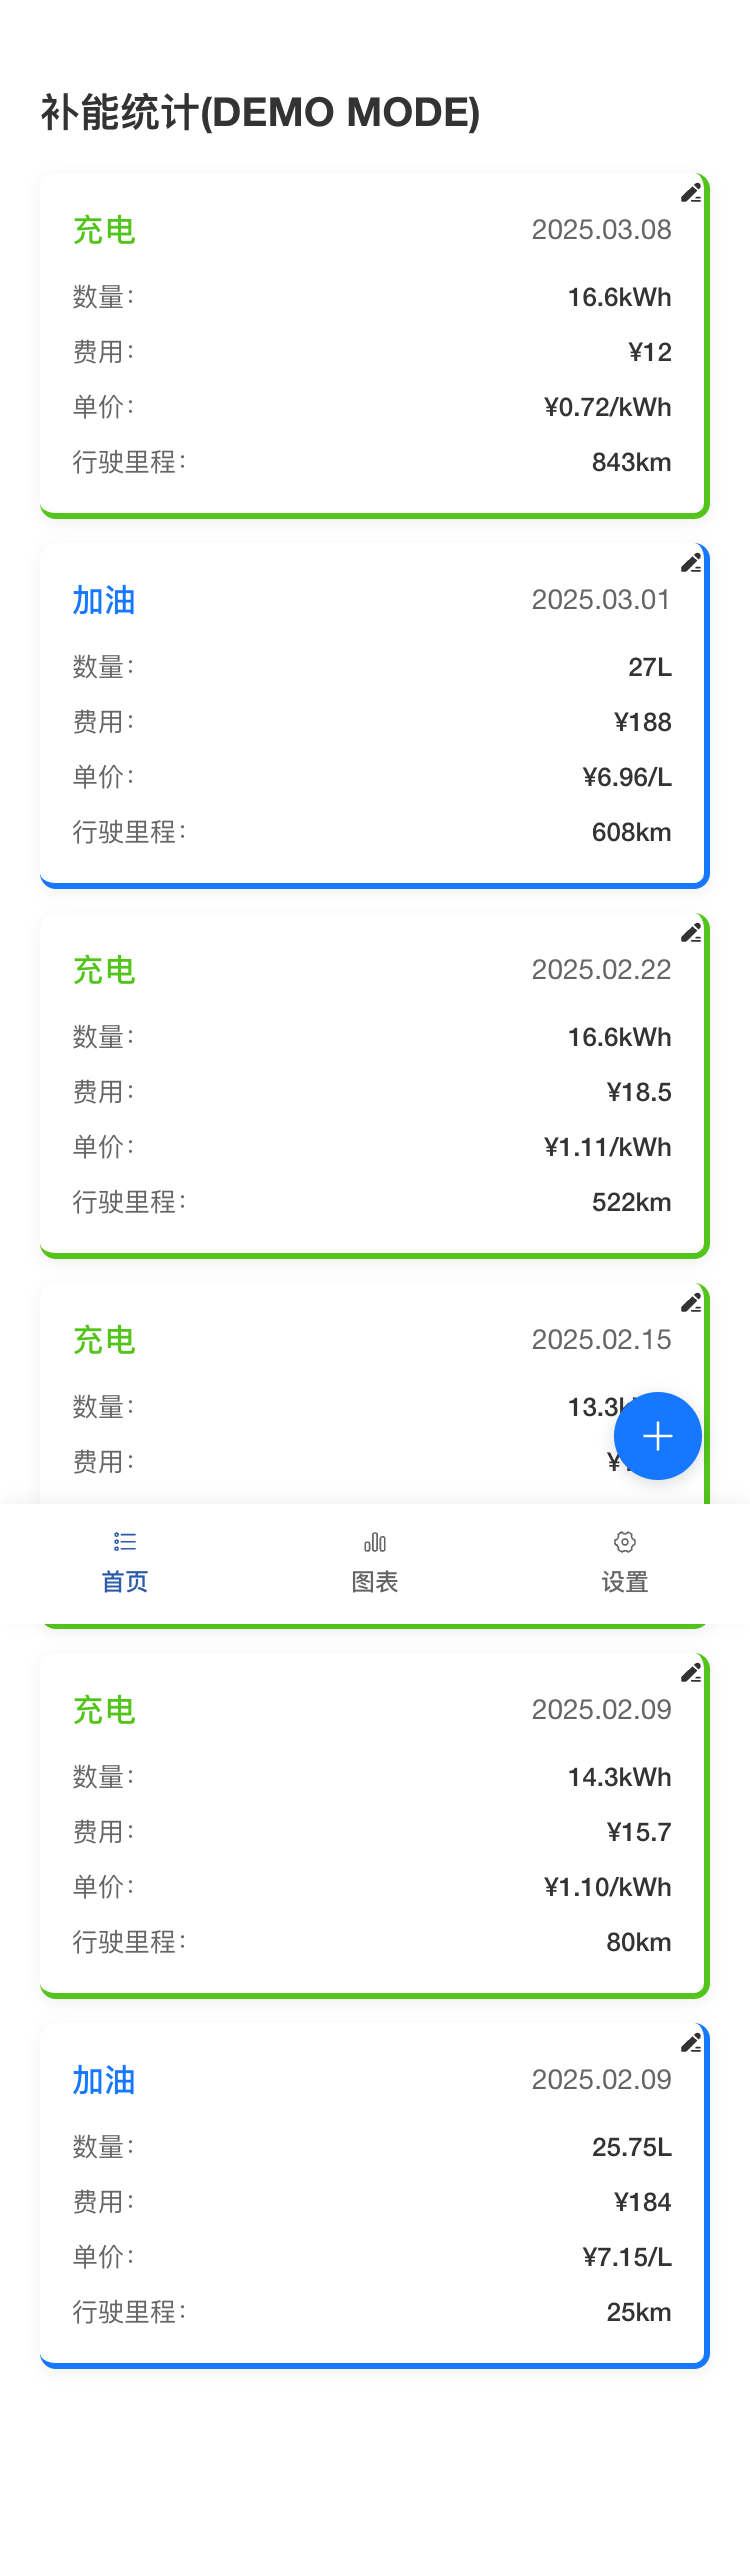 补能统计(DEMO MODE)
充电 2025.03.08
数量： 16.6kWh
费用： ¥12
单价： ¥0.72/kWh
行驶里程： 843km
加油 2025.03.01
数量： 27L
费用： ¥188
单价： ¥6.96/L
行驶里程： 608km
充电 2025.02.22
数量： 16.6kWh
费用： ¥18.5
单价： ¥1.11/kWh
行驶里程： 522km
充电 2025.02.15
数量： 13.3
费用： ¥
首页 图表 设置
充电 2025.02.09
数量： 14.3kWh
费用： ¥15.7
单价： ¥1.10/kWh
行驶里程： 80km
加油 2025.02.09
数量： 25.75L
费用： ¥184
单价： ¥7.15/L
行驶里程： 25km